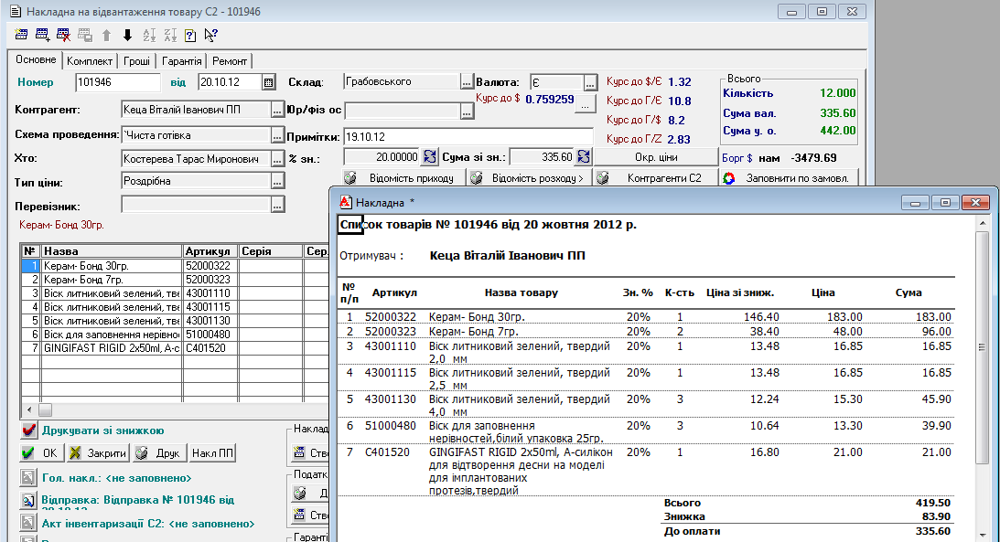 Накладна на відвантаження товару С2 - 101946
Основне Комплект Гроші Гарантія Ремонт
Номер 101946 від 20.10.12 Склад: Грабовського ... Валюта: Є ... Курс до $/Є 1.32
Курс до $ 0.759259 ... Курс до Г/Є 10.8
Курс до Г/$ 8.2
Курс до Г/Z 2.83
Всього
Кількість 12.000
Сума вал. 335.60
Сума у. о. 442.00
Контрагент: Кеца Віталій Іванович ПП ... Юр/фіз ос ...
Схема проведення: 'Чиста готівка ... Примітки: 19.10.12
Хто: Костерева Тарас Миронович ... % зн.: 20.00000 Сума зі зн.: 335.60 Окр. ціни Борг $ нам -3479.69
Тип ціни: Роздрібна ... Відомість приходу Відомість розходу > Контрагенти С2 Заповнити по замовл.
Перевізник: ...
Керам- Бонд 30гр.
№ Назва Артикул Серія Сер.
1 Керам- Бонд 30гр. 52000322
2 Керам- Бонд 7гр. 52000323
3 Віск литниковий зелений, тве 43001110
4 Віск литниковий зелений, тве 43001115
5 Віск литниковий зелений, тве 43001130
6 Віск для заповнення нерівнос 51000480
7 GINGIFAST RIGID 2x50ml, А-с С401520
Друкувати зі знижкою
OK Закрити Друк Накл ПП
Гол. накл.: <не заповнено>
Відправка: Відправка № 101946 від
Акт інвентаризації С2: <не заповнено>
Наклад
Ство
Податк
Д
Ство
Гарантi
Накладна *
Список товарів № 101946 від 20 жовтня 2012 р.
Отримувач : Кеца Віталій Іванович ПП
№ п/п Артикул Назва товару Зн. % К-сть Ціна зі зниж. Ціна Сума
1 52000322 Керам- Бонд 30гр. 20% 1 146.40 183.00 183.00
2 52000323 Керам- Бонд 7гр. 20% 2 38.40 48.00 96.00
3 43001110 Віск литниковий зелений, твердий 20% 1 13.48 16.85 16.85
2,0 мм
4 43001115 Віск литниковий зелений, твердий 20% 1 13.48 16.85 16.85
2,5 мм
5 43001130 Віск литниковий зелений, твердий 20% 3 12.24 15.30 45.90
4,0 мм
6 51000480 Віск для заповнення 20% 3 10.64 13.30 39.90
нерівностей,білий упаковка 25гр.
7 С401520 GINGIFAST RIGID 2x50ml, А-силікон 20% 1 16.80 21.00 21.00
для відтворення десни на моделі
для імплантованих
протезів,твердий
Всього 419.50
Знижка 83.90
До оплати 335.60